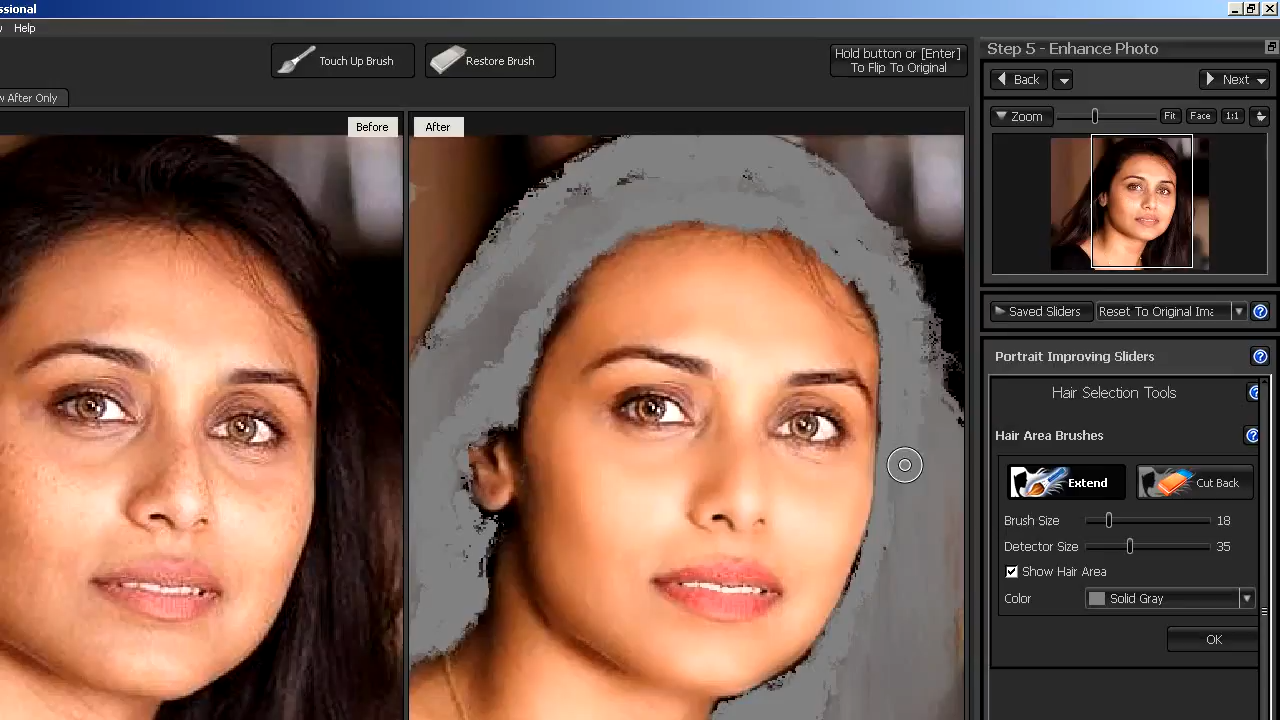 ssional
Help
Touch Up Brush
Restore Brush
Hold button or [Enter]
To Flip To Original
Step 5 - Enhance Photo
Back
Next
w After Only
Before
After
Zoom
Fit
Face
1:1
Saved Sliders
Reset To Original Ima
Portrait Improving Sliders
Hair Selection Tools
Hair Area Brushes
Extend
Cut Back
Brush Size
18
Detector Size
35
Show Hair Area
Color
Solid Gray
OK